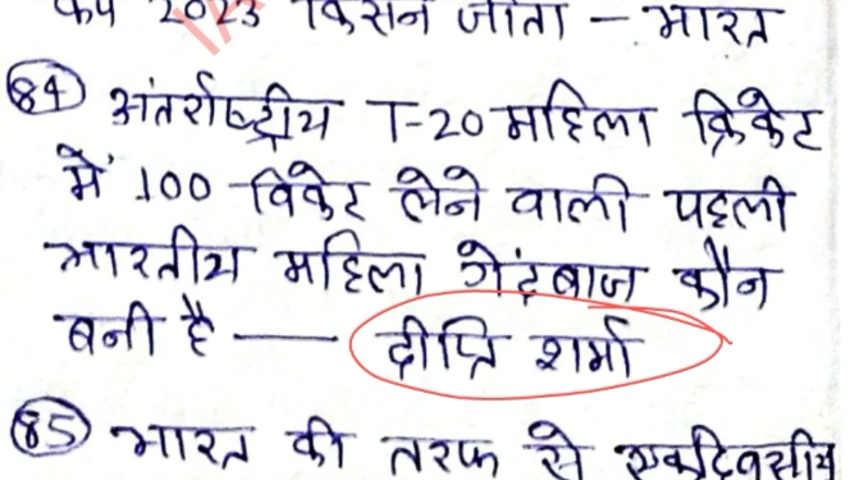 कप 2023 किसने जीता – भारत
84 अंतर्राष्ट्रीय T-20 महिला क्रिकेट
में 100 विकेट लेने वाली पहली
भारतीय महिला गेंदबाज कौन
बनी है — दीप्ति शर्मा
85 भारत की तरफ से एकदिवसीय